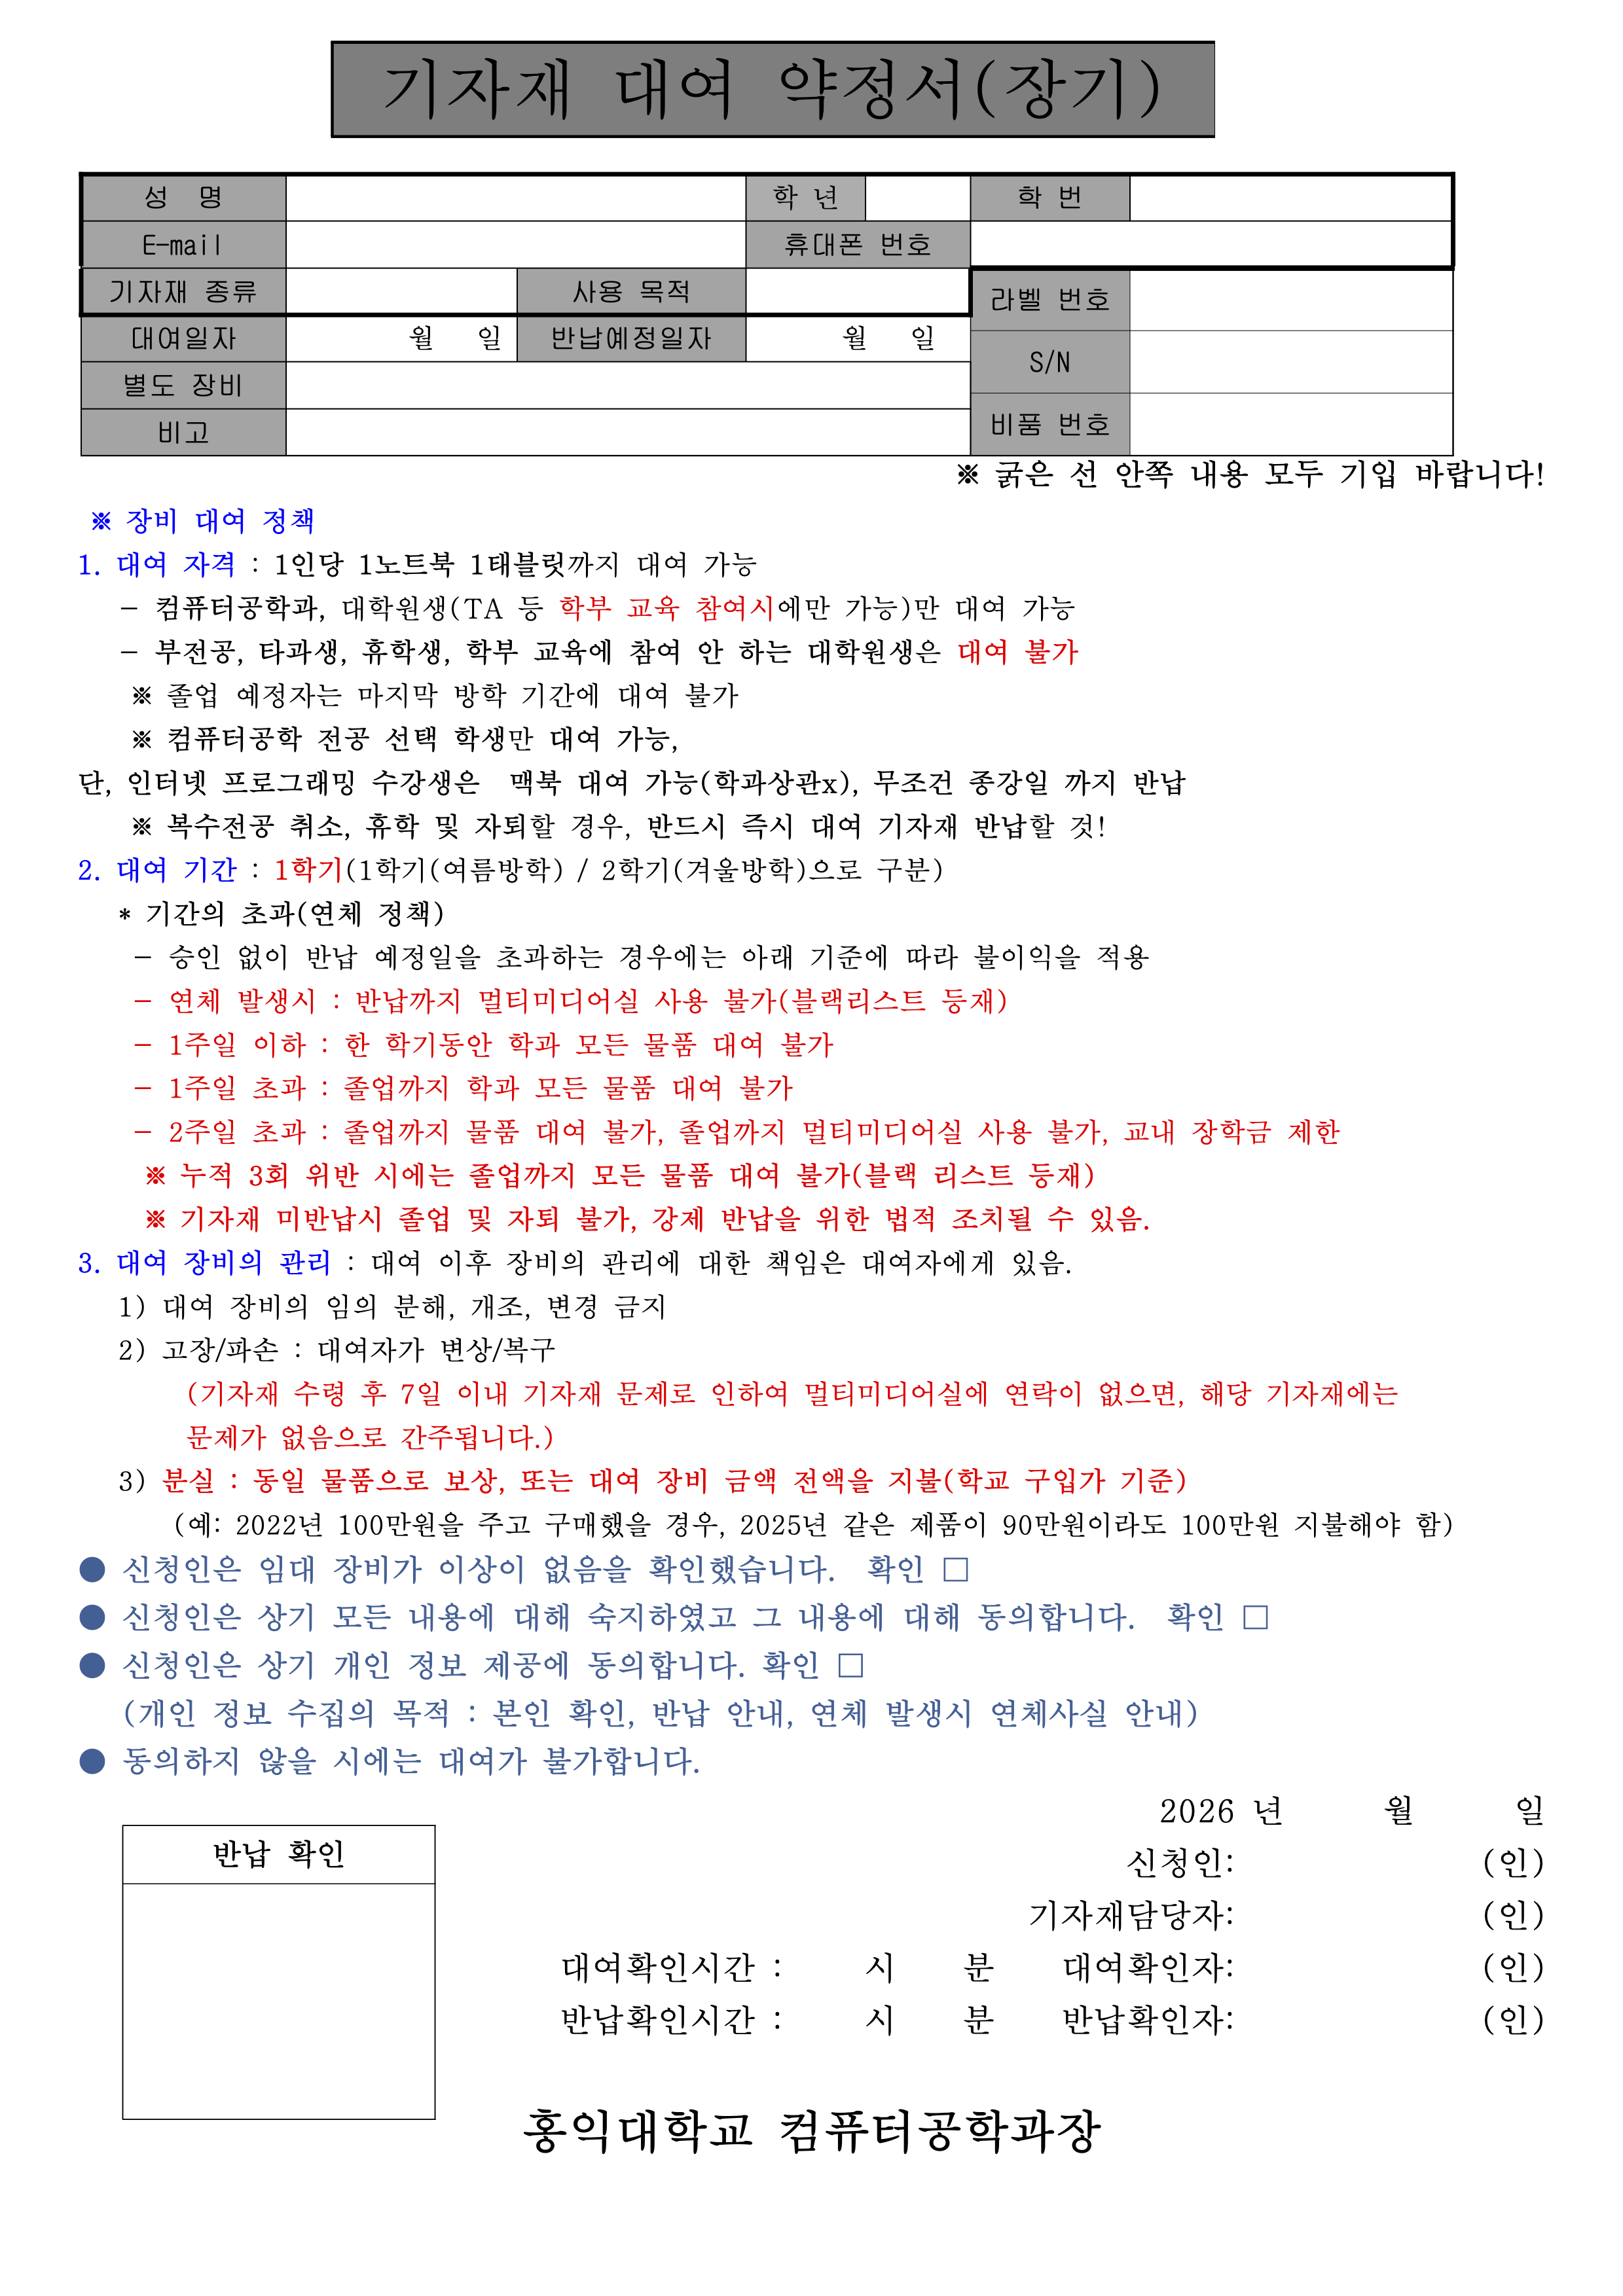 기자재 대여 약정서(장기)
성 명 학 년 학 번
E-mail 휴대폰 번호
기자재 종류 사용 목적 라벨 번호
대여일자 월 일 반납예정일자 월 일
S/N
별도 장비
비고 비품 번호
※ 굵은 선 안쪽 내용 모두 기입 바랍니다!
※ 장비 대여 정책
1. 대여 자격 : 1인당 1노트북 1태블릿까지 대여 가능
- 컴퓨터공학과, 대학원생(TA 등 학부 교육 참여시에만 가능)만 대여 가능
- 부전공, 타과생, 휴학생, 학부 교육에 참여 안 하는 대학원생은 대여 불가
※ 졸업 예정자는 마지막 방학 기간에 대여 불가
※ 컴퓨터공학 전공 선택 학생만 대여 가능,
단, 인터넷 프로그래밍 수강생은 맥북 대여 가능(학과상관x), 무조건 종강일 까지 반납
※ 복수전공 취소, 휴학 및 자퇴할 경우, 반드시 즉시 대여 기자재 반납할 것!
2. 대여 기간 : 1학기(1학기(여름방학) / 2학기(겨울방학)으로 구분)
* 기간의 초과(연체 정책)
- 승인 없이 반납 예정일을 초과하는 경우에는 아래 기준에 따라 불이익을 적용
- 연체 발생시 : 반납까지 멀티미디어실 사용 불가(블랙리스트 등재)
- 1주일 이하 : 한 학기동안 학과 모든 물품 대여 불가
- 1주일 초과 : 졸업까지 학과 모든 물품 대여 불가
- 2주일 초과 : 졸업까지 물품 대여 불가, 졸업까지 멀티미디어실 사용 불가, 교내 장학금 제한
※ 누적 3회 위반 시에는 졸업까지 모든 물품 대여 불가(블랙 리스트 등재)
※ 기자재 미반납시 졸업 및 자퇴 불가, 강제 반납을 위한 법적 조치될 수 있음.
3. 대여 장비의 관리 : 대여 이후 장비의 관리에 대한 책임은 대여자에게 있음.
1) 대여 장비의 임의 분해, 개조, 변경 금지
2) 고장/파손 : 대여자가 변상/복구
(기자재 수령 후 7일 이내 기자재 문제로 인하여 멀티미디어실에 연락이 없으면, 해당 기자재에는
문제가 없음으로 간주됩니다.)
3) 분실 : 동일 물품으로 보상, 또는 대여 장비 금액 전액을 지불(학교 구입가 기준)
(예: 2022년 100만원을 주고 구매했을 경우, 2025년 같은 제품이 90만원이라도 100만원 지불해야 함)
● 신청인은 임대 장비가 이상이 없음을 확인했습니다. 확인 □
● 신청인은 상기 모든 내용에 대해 숙지하였고 그 내용에 대해 동의합니다. 확인 □
● 신청인은 상기 개인 정보 제공에 동의합니다. 확인 □
(개인 정보 수집의 목적 : 본인 확인, 반납 안내, 연체 발생시 연체사실 안내)
● 동의하지 않을 시에는 대여가 불가합니다.
2026 년 월 일
반납 확인
신청인: (인)
기자재담당자: (인)
대여확인시간 : 시 분 대여확인자: (인)
반납확인시간 : 시 분 반납확인자: (인)
홍익대학교 컴퓨터공학과장